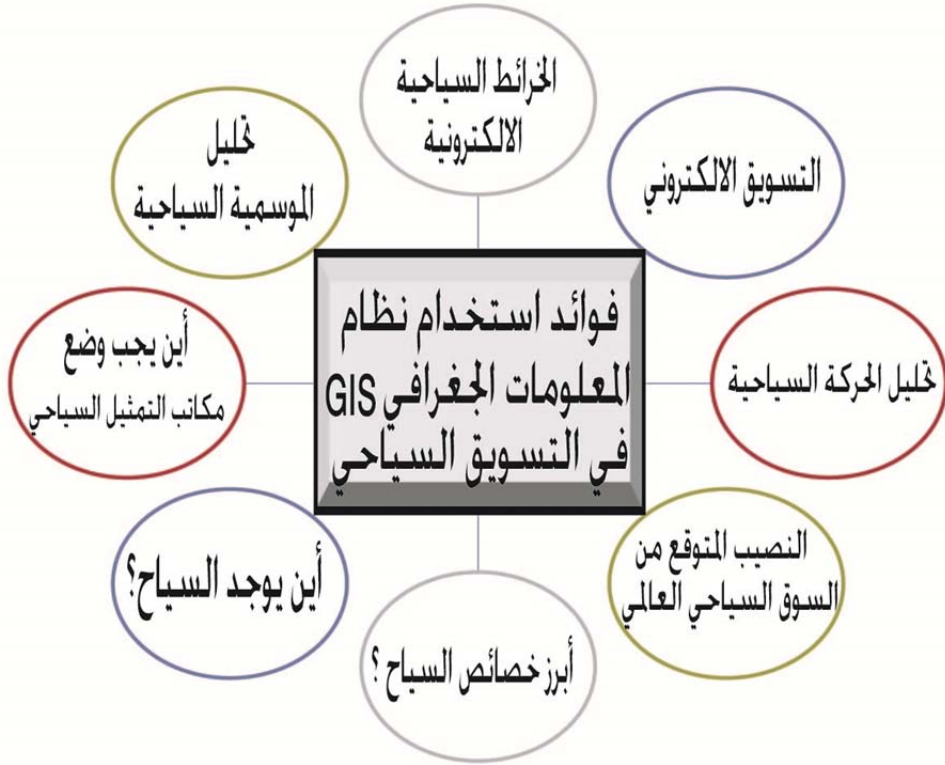 الخرائط السياحية
الالكترونية
التسويق الالكتروني
تحليل الحركة السياحية
النصيب المتوقع من
السوق السياحي العالمي
أبرز خصائص السياح ؟
أين يوجد السياح؟
أين يجب وضع
مكاتب التمثيل السياحي
تحليل
الموسمية السياحية
فوائد استخدام نظام
المعلومات الجغرافي GIS
في التسويق السياحي